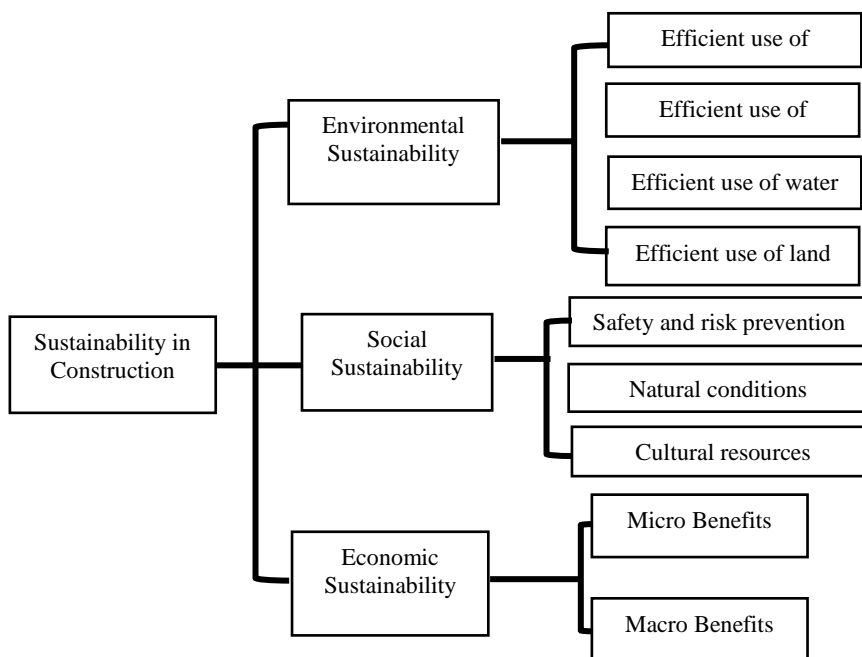 Sustainability in
Construction
Environmental
Sustainability
Efficient use of
Efficient use of
Efficient use of water
Efficient use of land
Social
Sustainability
Safety and risk prevention
Natural conditions
Cultural resources
Economic
Sustainability
Micro Benefits
Macro Benefits